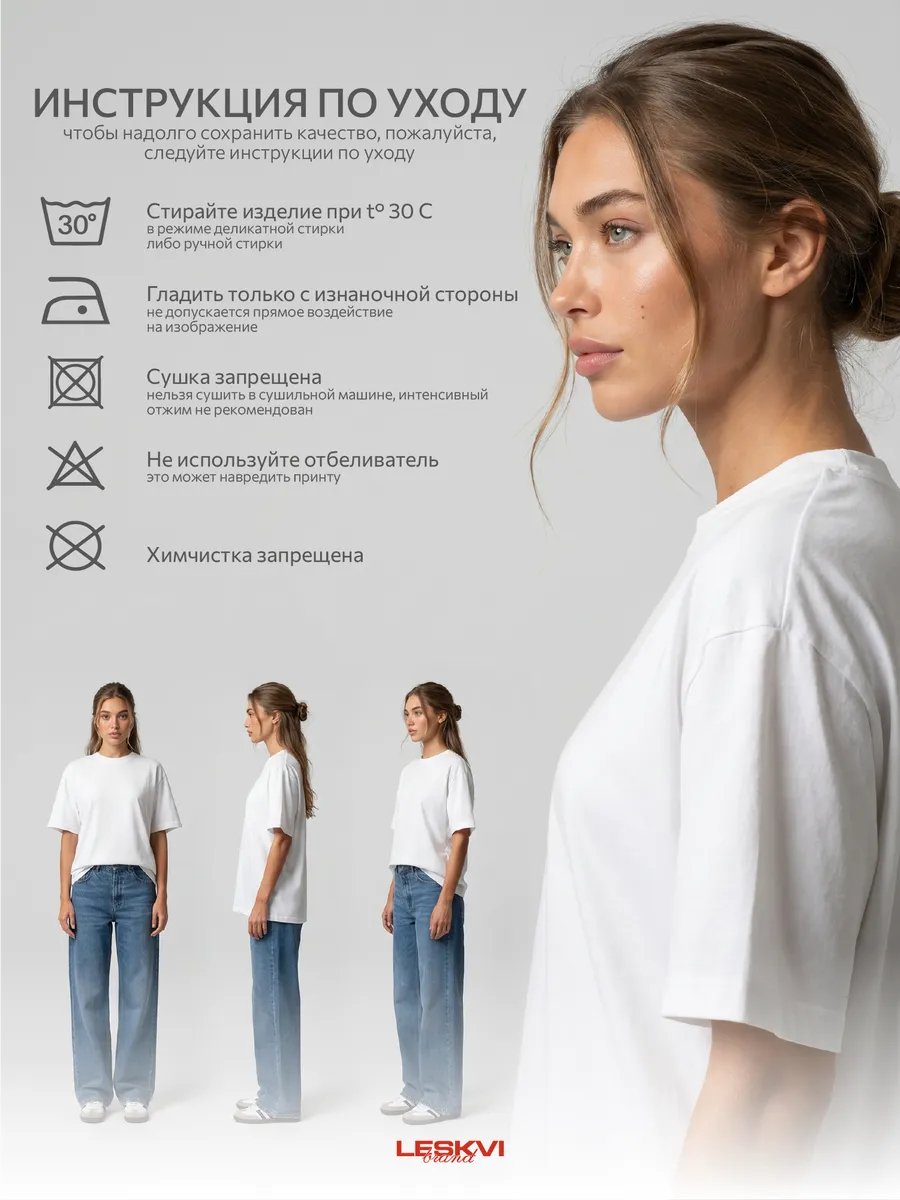 ИНСТРУКЦИЯ ПО УХОДУ
чтобы надолго сохранить качество, пожалуйста,
следуйте инструкции по уходу
30°
Стирайте изделие при t° 30 C
в режиме деликатной стирки
либо ручной стирки
Гладить только с изнаночной стороны
не допускается прямое воздействие
на изображение
Сушка запрещена
нельзя сушить в сушильной машине, интенсивный
отжим не рекомендован
Не используйте отбеливатель
это может навредить принту
Химчистка запрещена
LESKVI
brand